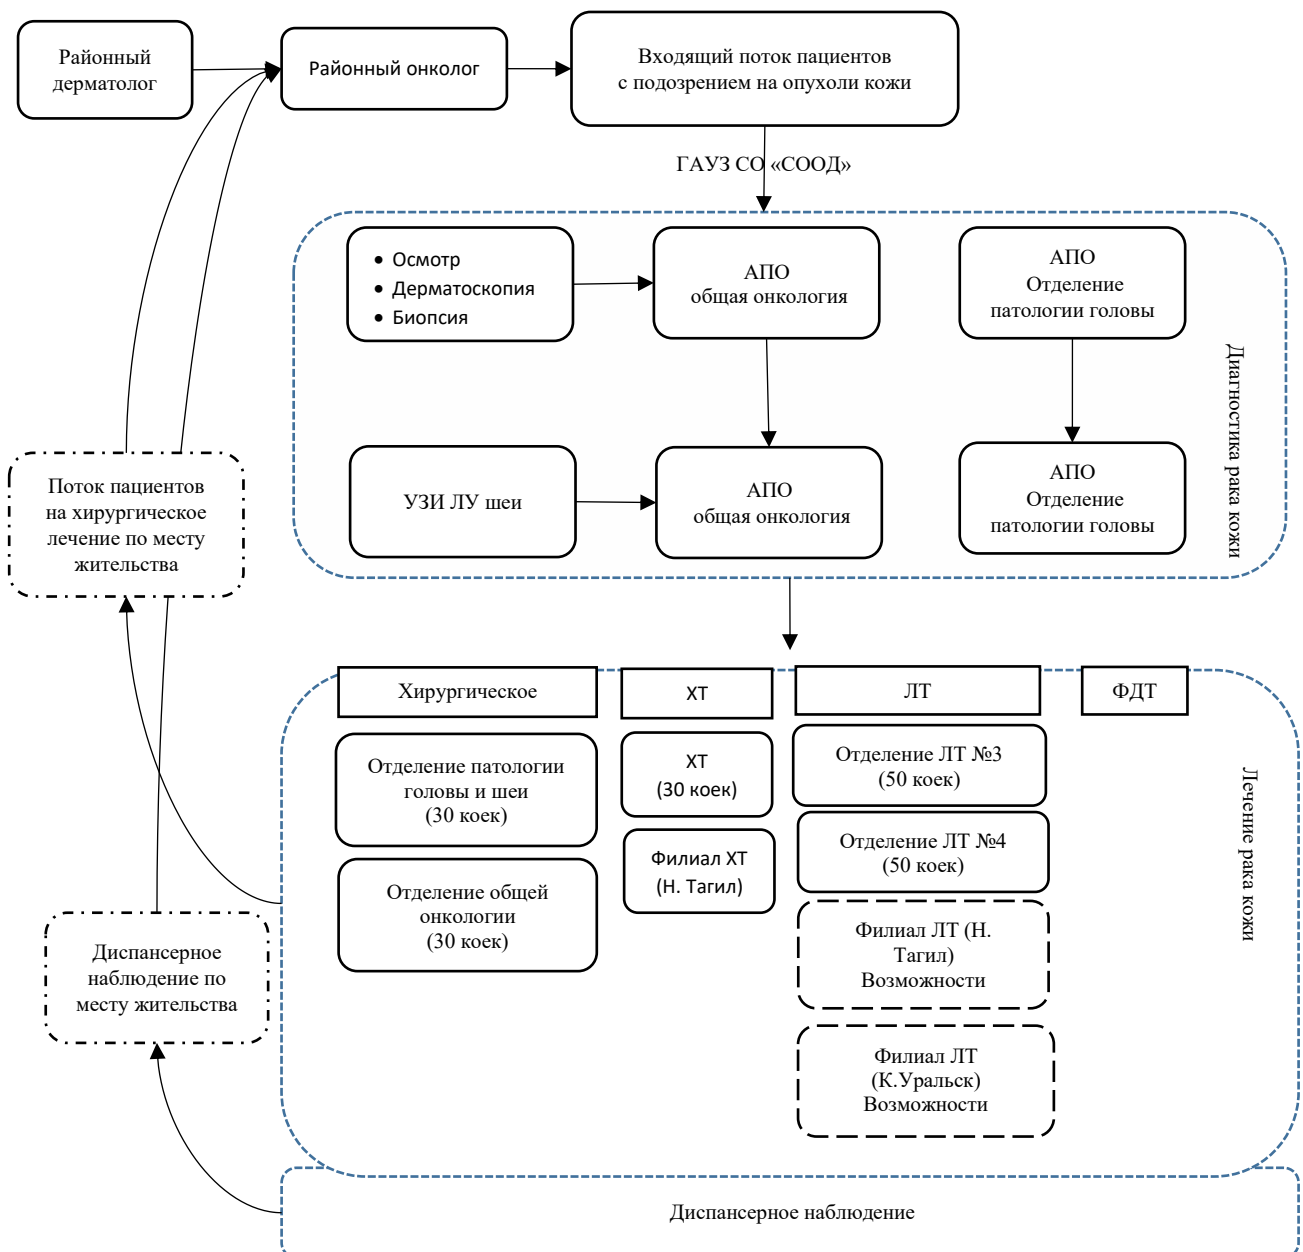 Районный
дерматолог
Районный онколог
Входящий поток пациентов
с подозрением на опухоли кожи
ГАУЗ СО «СООД»
• Осмотр
• Дерматоскопия
• Биопсия
АПО
общая онкология
АПО
Отделение
патологии головы
УЗИ ЛУ шеи
АПО
общая онкология
АПО
Отделение
патологии головы
Диагностика рака кожи
Поток пациентов
на хирургическое
лечение по месту
жительства
Хирургическое
ХТ
ЛТ
ФДТ
Отделение патологии
головы и шеи
(30 коек)
Отделение общей
онкологии
(30 коек)
ХТ
(30 коек)
Филиал ХТ
(Н. Тагил)
Отделение ЛТ №3
(50 коек)
Отделение ЛТ №4
(50 коек)
Филиал ЛТ (Н.
Тагил)
Возможности
Филиал ЛТ
(К.Уральск)
Возможности
Лечение рака кожи
Диспансерное
наблюдение по
месту жительства
Диспансерное наблюдение